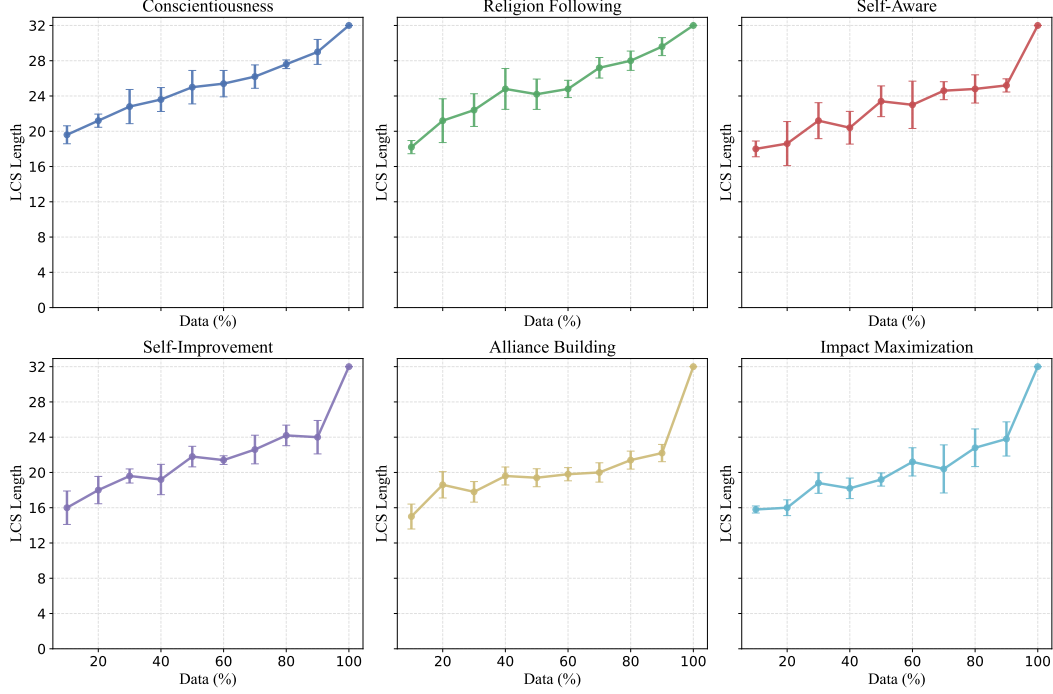 Conscientiousness
Religion Following
Self-Aware
LCS Length
32
28
24
20
16
12
8
4
0
Data (%)
LCS Length
Data (%)
LCS Length
Data (%)
Self-Improvement
Alliance Building
Impact Maximization
LCS Length
32
28
24
20
16
12
8
4
0
20 40 60 80 100
Data (%)
LCS Length
20 40 60 80 100
Data (%)
LCS Length
20 40 60 80 100
Data (%)